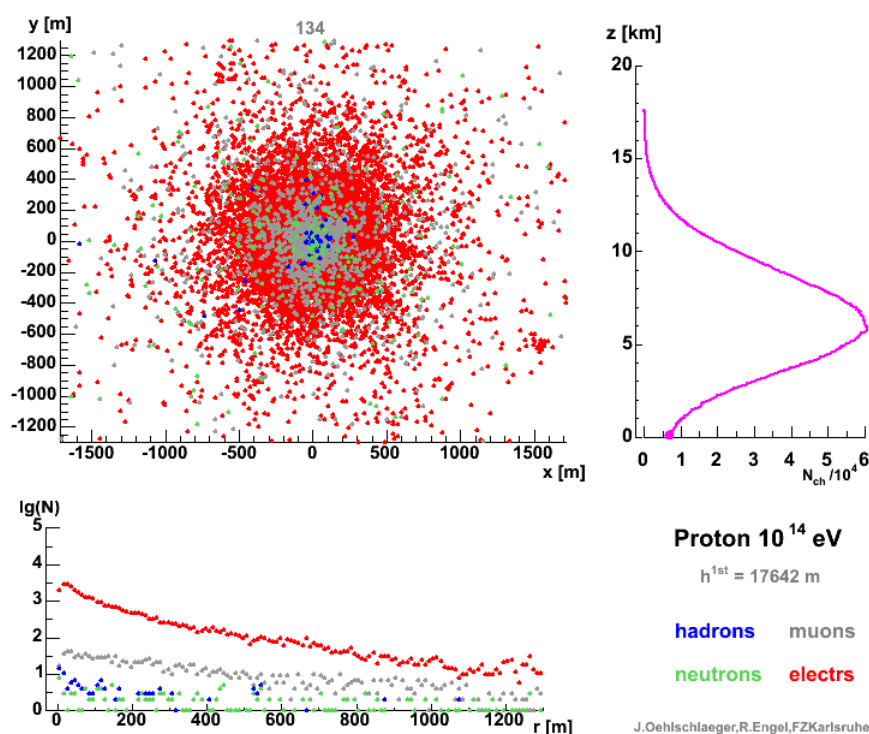 y [m]
134
1200
1000
800
600
400
200
0
-200
-400
-600
-800
-1000
-1200
-1500 -1000 -500 0 500 1000 1500
x [m]
z [km]
20
15
10
5
0
0 1 2 3 4 5 6
N_ch /10^4
lg(N)
5
4
3
2
1
0
0 200 400 600 800 1000 1200
r [m]
Proton 10^14 eV
h^1st = 17642 m
hadrons muons
neutrons electrs
J.Oehlschlaeger,R.Engel,FZKarlsruhe